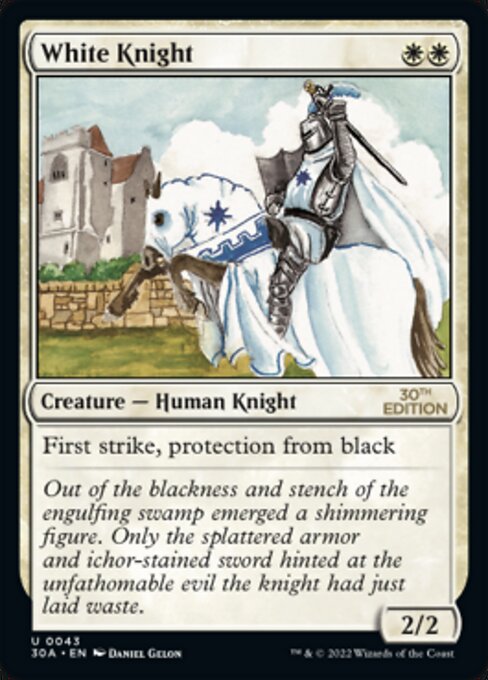 White Knight
Creature — Human Knight
30TH
EDITION
First strike, protection from black
Out of the blackness and stench of the
engulfing swamp emerged a shimmering
figure. Only the splattered armor
and ichor-stained sword hinted at the
unfathomable evil the knight had just
laid waste.
2/2
U 0043
30A • EN Daniel Gelon
™ & © 2022 Wizards of the Coast